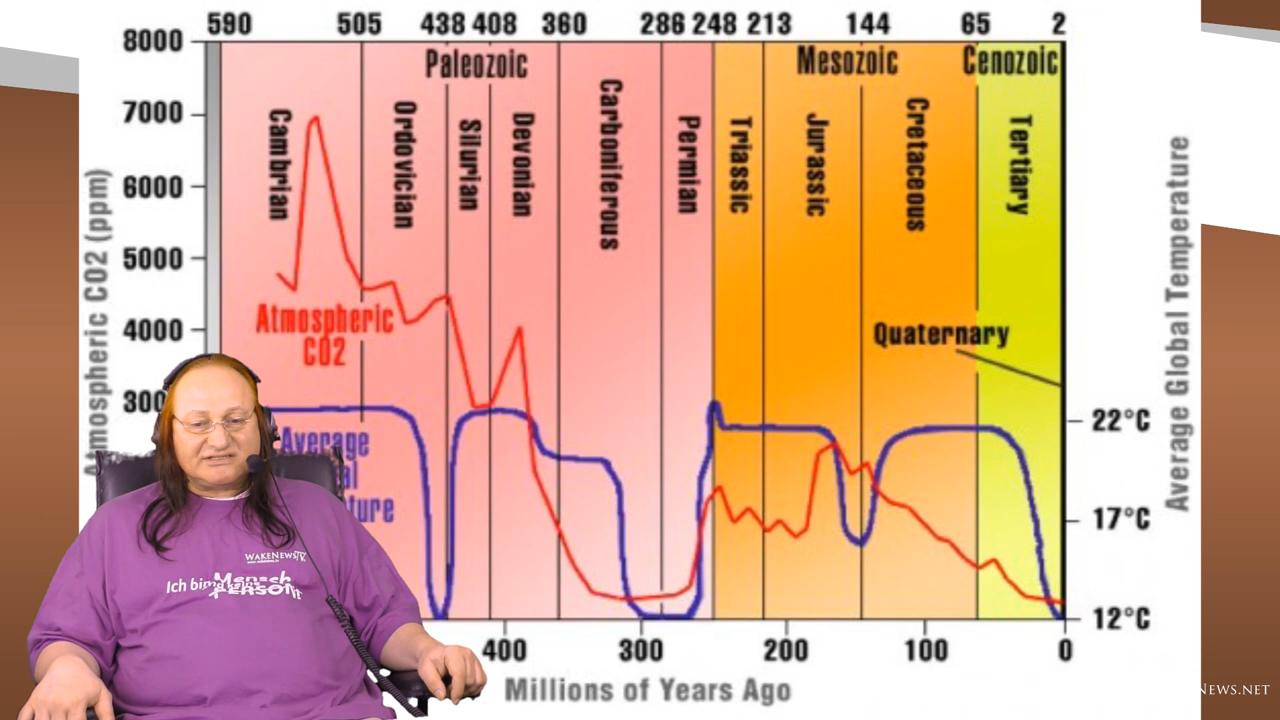 590 505 438 408 360 286 248 213 144 65 2
8000
Paleozoic
Mesozoic
Cenozoic
7000
6000
5000
4000
Atmospheric CO2 (ppm)
Cambrian
Ordovician
Silurian
Devonian
Carboniferous
Permian
Triassic
Jurassic
Cretaceous
Tertiary
Quaternary
Atmospheric
CO2
Average
22°C
17°C
12°C
Average Global Temperature
400 300 200 100 0
Millions of Years Ago
WAKENEWS
Ich bin
Mensch
PERSON
NEWS.NET